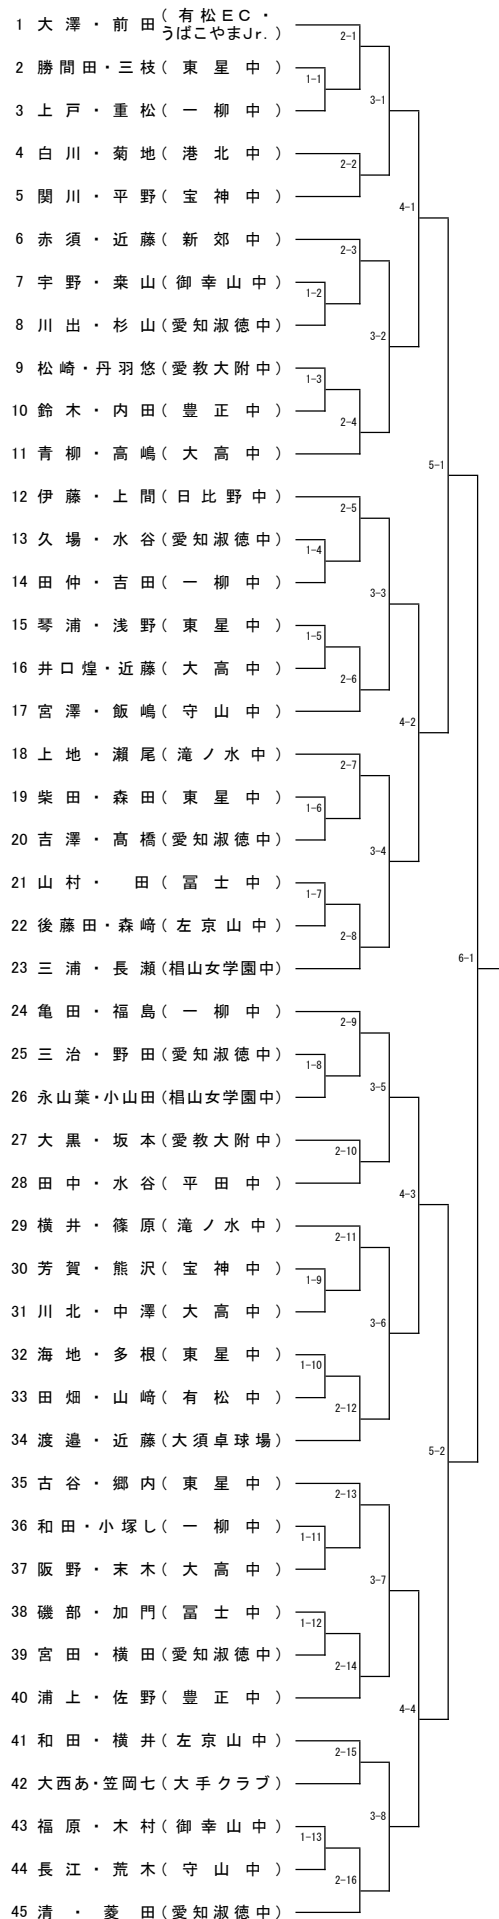 1 大澤・前田(有松EC・うばこやまJr.)
2-1
2 勝間田・三枝(東星中)
1-1
3 上戸・重松(一柳中)
3-1
4 白川・菊地(港北中)
2-2
5 関川・平野(宝神中)
4-1
6 赤須・近藤(新郊中)
2-3
7 宇野・桒山(御幸山中)
1-2
8 川出・杉山(愛知淑徳中)
3-2
9 松崎・丹羽悠(愛教大附中)
1-3
10 鈴木・内田(豊正中)
2-4
11 青柳・高嶋(大高中)
5-1
12 伊藤・上間(日比野中)
2-5
13 久場・水谷(愛知淑徳中)
1-4
14 田仲・吉田(一柳中)
3-3
15 琴浦・浅野(東星中)
1-5
16 井口煌・近藤(大高中)
2-6
17 宮澤・飯嶋(守山中)
4-2
18 上地・瀬尾(滝ノ水中)
2-7
19 柴田・森田(東星中)
1-6
20 吉澤・髙橋(愛知淑徳中)
3-4
21 山村・　田(冨士中)
1-7
22 後藤田・森﨑(左京山中)
2-8
23 三浦・長瀬(椙山女学園中)
6-1
24 亀田・福島(一柳中)
2-9
25 三治・野田(愛知淑徳中)
1-8
26 永山葉・小山田(椙山女学園中)
3-5
27 大黒・坂本(愛教大附中)
2-10
28 田中・水谷(平田中)
4-3
29 横井・篠原(滝ノ水中)
2-11
30 芳賀・熊沢(宝神中)
1-9
31 川北・中澤(大高中)
3-6
32 海地・多根(東星中)
1-10
33 田畑・山﨑(有松中)
2-12
34 渡邉・近藤(大須卓球場)
5-2
35 古谷・郷内(東星中)
2-13
36 和田・小塚し(一柳中)
1-11
37 阪野・末木(大高中)
3-7
38 磯部・加門(冨士中)
1-12
39 宮田・横田(愛知淑徳中)
2-14
40 浦上・佐野(豊正中)
4-4
41 和田・横井(左京山中)
2-15
42 大西あ・笠岡七(大手クラブ)
3-8
43 福原・木村(御幸山中)
1-13
44 長江・荒木(守山中)
2-16
45 清・菱田(愛知淑徳中)